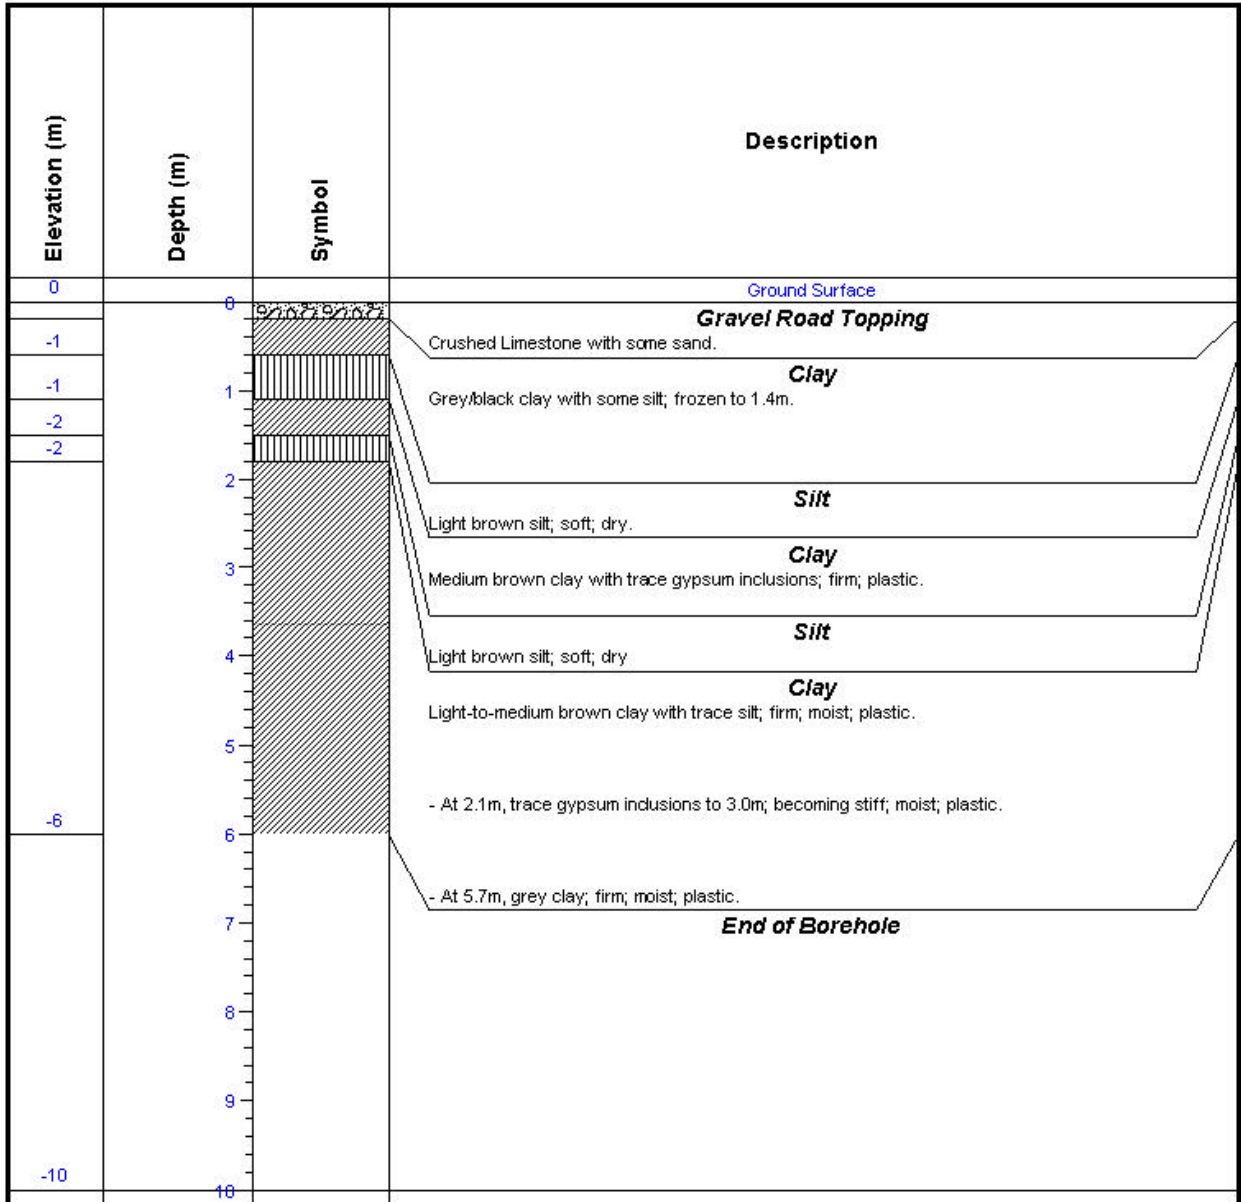 Elevation (m)
Depth (m)
Symbol
Description
0
Ground Surface
0
Gravel Road Topping
-1
Crushed Limestone with some sand.
Clay
-1
1
Grey/black clay with some silt; frozen to 1.4m.
-2
-2
2
Silt
Light brown silt; soft; dry.
Clay
3
Medium brown clay with trace gypsum inclusions; firm; plastic.
Silt
4
Light brown silt; soft; dry
Clay
Light-to-medium brown clay with trace silt; firm; moist; plastic.
5
- At 2.1m, trace gypsum inclusions to 3.0m; becoming stiff; moist; plastic.
-6
6
- At 5.7m, grey clay; firm; moist; plastic.
7
End of Borehole
8
9
-10
10